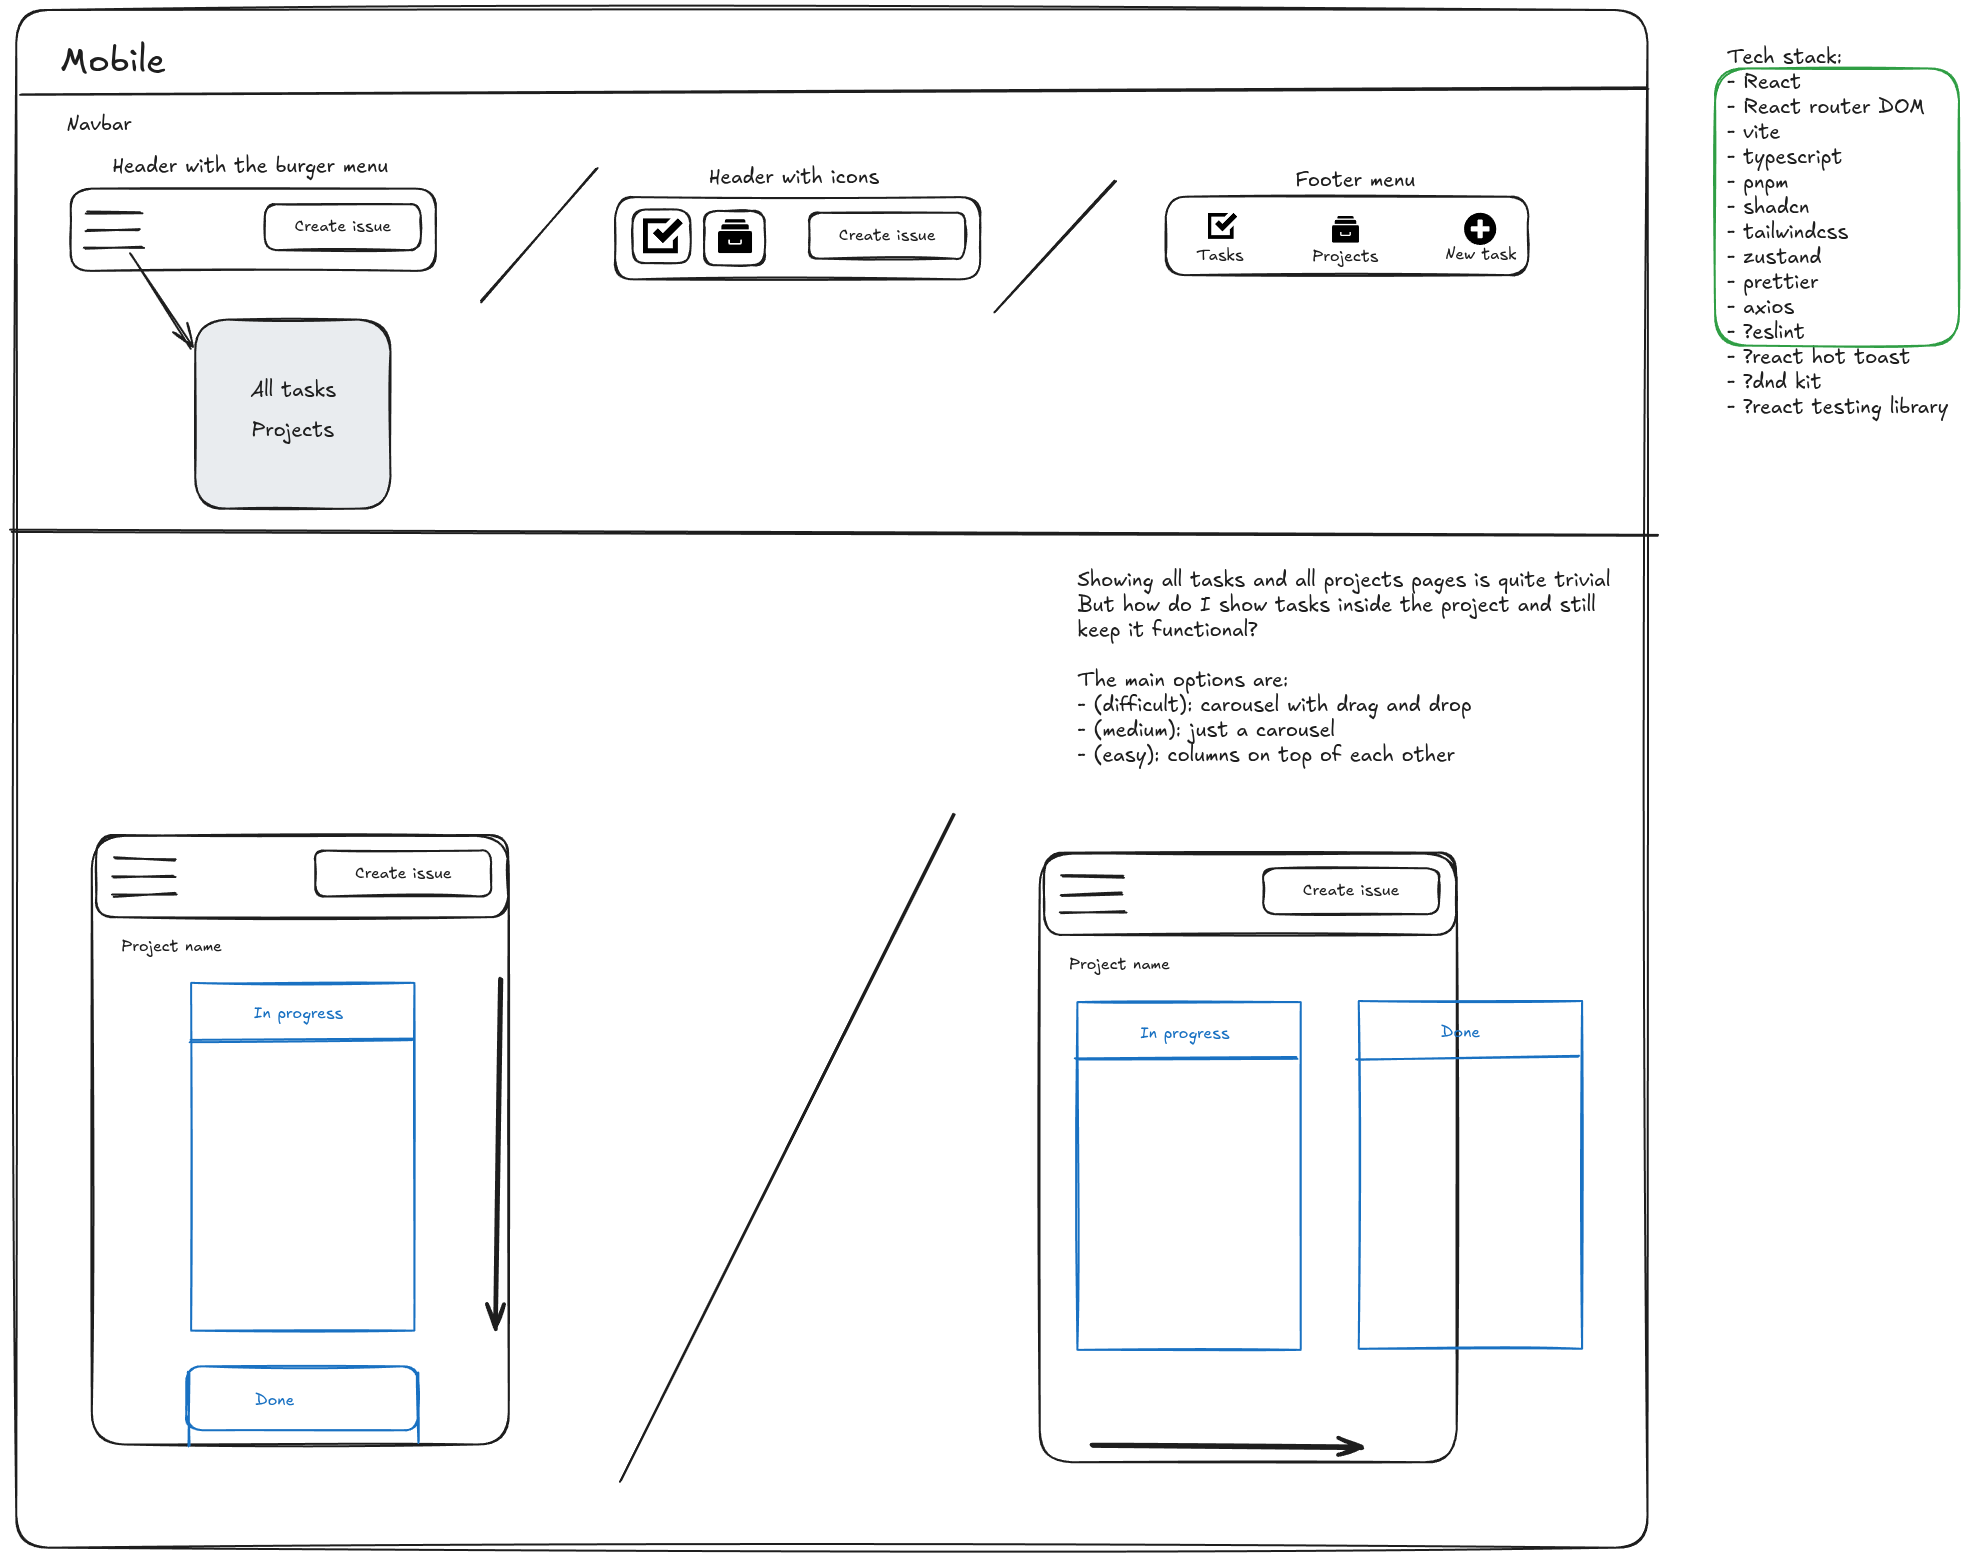 Mobile
Navbar
Header with the burger menu
Create issue
All tasks
Projects
Header with icons
Create issue
Footer menu
Tasks
Projects
New task
Tech stack:
- React
- React router DOM
- vite
- typescript
- pnpm
- shadcn
- tailwindcss
- zustand
- prettier
- axios
- ?eslint
- ?react hot toast
- ?dnd kit
- ?react testing library
Showing all tasks and all projects pages is quite trivial
But how do I show tasks inside the project and still
keep it functional?
The main options are:
- (difficult): carousel with drag and drop
- (medium): just a carousel
- (easy): columns on top of each other
Create issue
Project name
In progress
Done
Create issue
Project name
In progress
Done